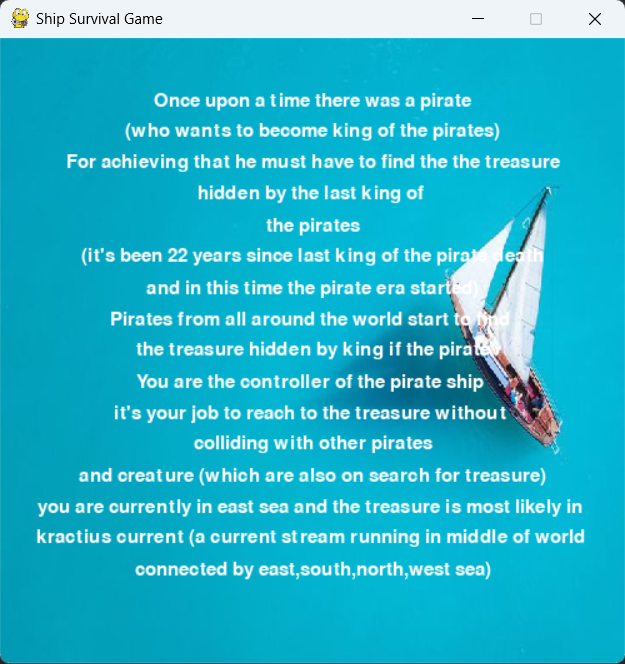 Ship Survival Game
Once upon a time there was a pirate
(who wants to become king of the pirates)
For achieving that he must have to find the the treasure
hidden by the last king of
the pirates
(it's been 22 years since last king of the pirate death
and in this time the pirate era started)
Pirates from all around the world start to find
the treasure hidden by king if the pirates
You are the controller of the pirate ship
it's your job to reach to the treasure without
colliding with other pirates
and creature (which are also on search for treasure)
you are currently in east sea and the treasure is most likely in
kractius current (a current stream running in middle of world
connected by east,south,north,west sea)